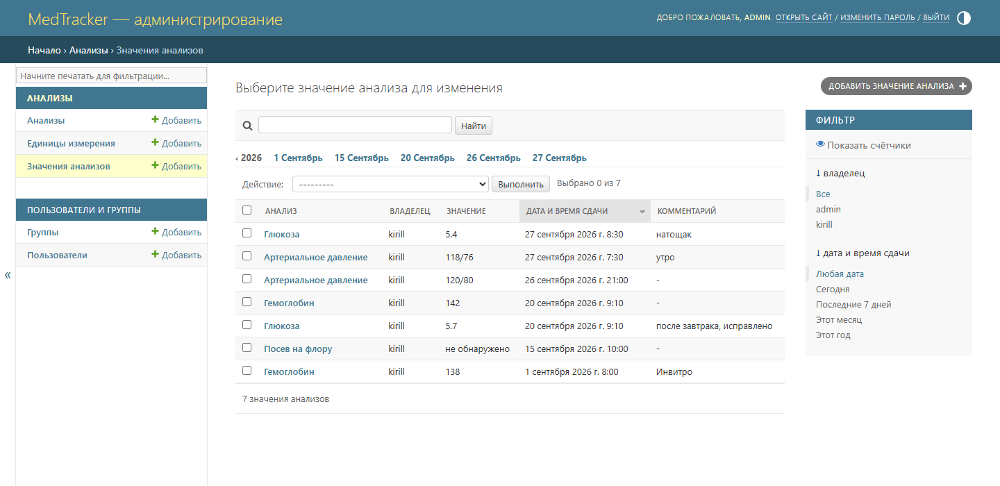 MedTracker — администрирование
ДОБРО ПОЖАЛОВАТЬ, ADMIN. ОТКРЫТЬ САЙТ / ИЗМЕНИТЬ ПАРОЛЬ / ВЫЙТИ
Начало › Анализы › Значения анализов
Начните печатать для фильтрации...
АНАЛИЗЫ
Анализы + Добавить
Единицы измерения + Добавить
Значения анализов + Добавить
ПОЛЬЗОВАТЕЛИ И ГРУППЫ
Группы + Добавить
Пользователи + Добавить
«
Выберите значение анализа для изменения
ДОБАВИТЬ ЗНАЧЕНИЕ АНАЛИЗА +
Найти
‹ 2026 1 Сентябрь 15 Сентябрь 20 Сентябрь 26 Сентябрь 27 Сентябрь
Действие: --------- Выполнить Выбрано 0 из 7
АНАЛИЗ ВЛАДЕЛЕЦ ЗНАЧЕНИЕ ДАТА И ВРЕМЯ СДАЧИ КОММЕНТАРИЙ
Глюкоза kirill 5.4 27 сентября 2026 г. 8:30 натощак
Артериальное давление kirill 118/76 27 сентября 2026 г. 7:30 утро
Артериальное давление kirill 120/80 26 сентября 2026 г. 21:00 -
Гемоглобин kirill 142 20 сентября 2026 г. 9:10 -
Глюкоза kirill 5.7 20 сентября 2026 г. 9:10 после завтрака, исправлено
Посев на флору kirill не обнаружено 15 сентября 2026 г. 10:00 -
Гемоглобин kirill 138 1 сентября 2026 г. 8:00 Инвитро
7 значения анализов
ФИЛЬТР
Показать счётчики
↓ владелец
Все
admin
kirill
↓ дата и время сдачи
Любая дата
Сегодня
Последние 7 дней
Этот месяц
Этот год